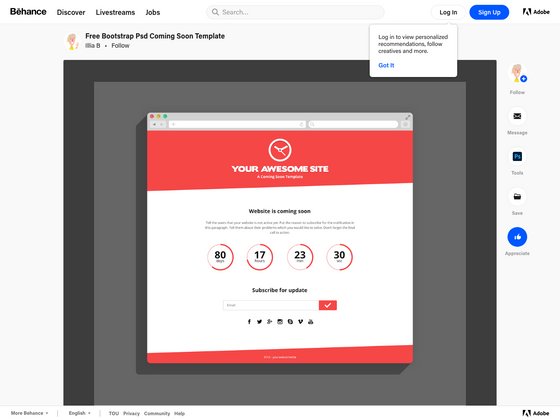 Bēhance Discover Livestreams Jobs Search... Log In Sign Up Adobe
Free Bootstrap Psd Coming Soon Template
Illia B • Follow
Log in to view personalized
recommendations, follow
creatives and more.
Got It
Follow
Message
Ps
Tools
Save
Appreciate
YOUR AWESOME SITE
A Coming Soon Template
Website is coming soon
80 17 23 30
days hours min sec
Subscribe for update
Email
More Behance English TOU Privacy Community Help Adobe